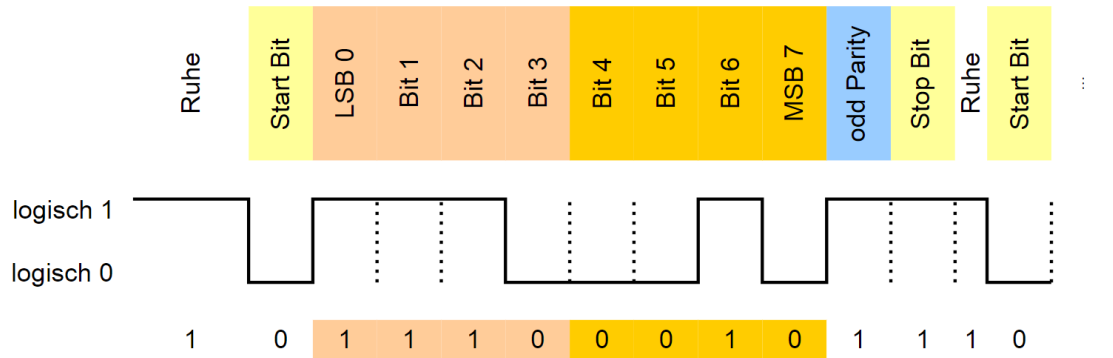 Ruhe Start Bit LSB 0 Bit 1 Bit 2 Bit 3 Bit 4 Bit 5 Bit 6 MSB 7 odd Parity Stop Bit Ruhe Start Bit ...
logisch 1
logisch 0
1 0 1 1 1 0 0 0 1 0 1 1 1 0